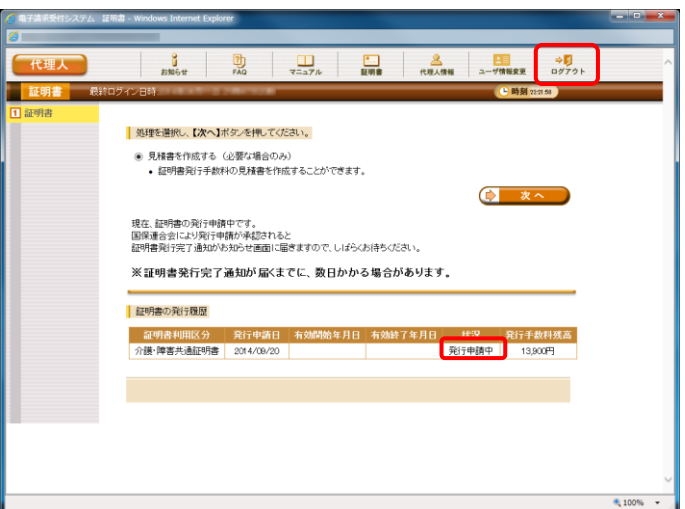 電子請求受付システム 証明書 - Windows Internet Explorer
代理人
お知らせ
FAQ
マニュアル
証明書
代理人情報
ユーザ情報変更
ログアウト
証明書
最終ログイン日時
時刻
1 証明書
処理を選択し、【次へ】ボタンを押してください。
見積書を作成する (必要な場合のみ)
• 証明書発行手数料の見積書を作成することができます。
次 へ
現在、証明書の発行申請中です。
国保連合会により発行申請が承認されると
証明書発行完了通知がお知らせ画面に届きますので、しばらくお待ちください。
※証明書発行完了通知が届くまでに、数日かかる場合があります。
証明書の発行履歴
証明書利用区分 発行申請日 有効開始年月日 有効終了年月日 状況 発行手数料残高
介護・障害共通証明書 2014/09/20 発行申請中 13,900円
100%